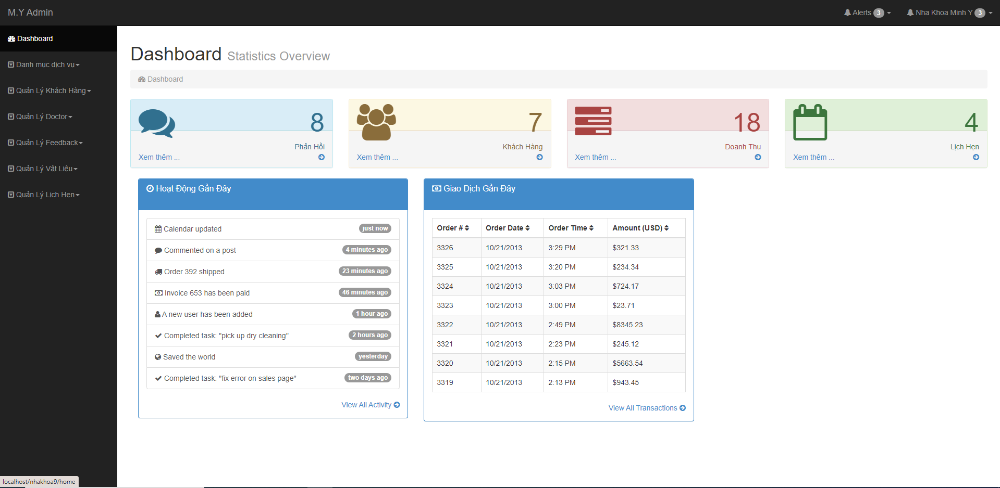 M.Y Admin
Alerts 3
Nha Khoa Minh Y 3
Dashboard
Danh mục dịch vụ
Quản Lý Khách Hàng
Quản Lý Doctor
Quản Lý Feedback
Quản Lý Vật Liệu
Quản Lý Lịch Hẹn
Dashboard Statistics Overview
Dashboard
8
Phản Hồi
Xem thêm ...
7
Khách Hàng
Xem thêm ...
18
Doanh Thu
Xem thêm ...
4
Lịch Hẹn
Xem thêm ...
Hoạt Động Gần Đây
Calendar updated just now
Commented on a post 4 minutes ago
Order 392 shipped 23 minutes ago
Invoice 653 has been paid 46 minutes ago
A new user has been added 1 hour ago
Completed task: "pick up dry cleaning" 2 hours ago
Saved the world yesterday
Completed task: "fix error on sales page" two days ago
View All Activity
Giao Dịch Gần Đây
Order # Order Date Order Time Amount (USD)
3326 10/21/2013 3:29 PM $321.33
3325 10/21/2013 3:20 PM $234.34
3324 10/21/2013 3:03 PM $724.17
3323 10/21/2013 3:00 PM $23.71
3322 10/21/2013 2:49 PM $8345.23
3321 10/21/2013 2:23 PM $245.12
3320 10/21/2013 2:15 PM $5663.54
3319 10/21/2013 2:13 PM $943.45
View All Transactions
localhost/nhakhoa9/home